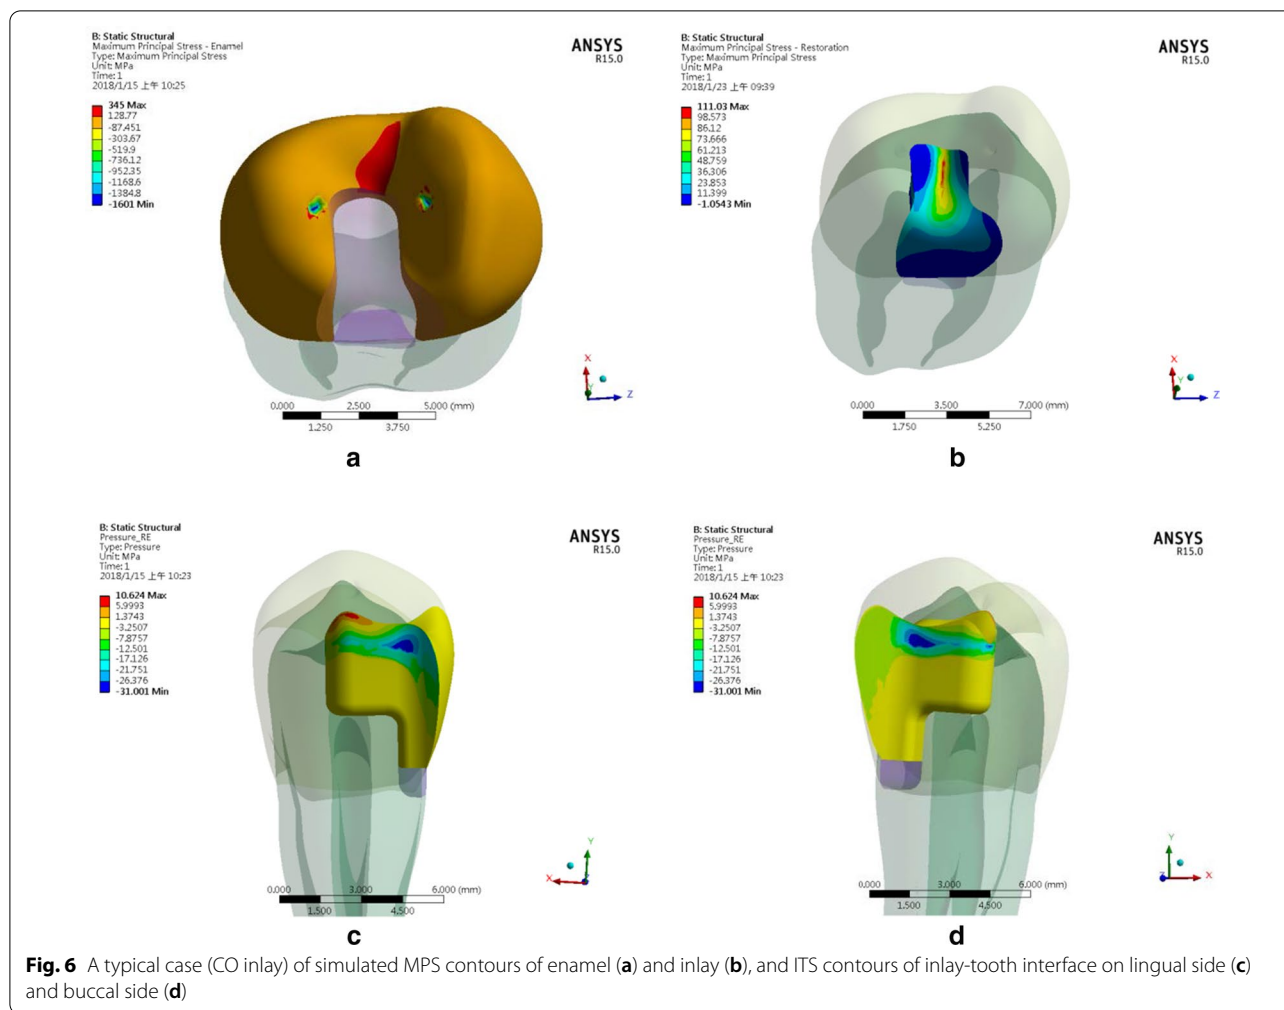 B: Static Structural
Maximum Principal Stress - Enamel
Type: Maximum Principal Stress
Unit: MPa
Time: 1
2018/1/15 上午 10:25
ANSYS
R15.0
345 Max
128.77
-87.451
-303.67
-519.9
-736.12
-952.35
-1168.6
-1384.8
-1601 Min
X
Y
Z
0.000 2.500 5.000 (mm)
1.250 3.750
a
B: Static Structural
Maximum Principal Stress - Restoration
Type: Maximum Principal Stress
Unit: MPa
Time: 1
2018/1/23 上午 09:39
ANSYS
R15.0
111.03 Max
98.573
86.12
73.666
61.213
48.759
36.306
23.853
11.399
-1.0543 Min
X
Y
Z
0.000 3.500 7.000 (mm)
1.750 5.250
b
B: Static Structural
Pressure_RE
Type: Pressure
Unit: MPa
Time: 1
2018/1/15 上午 10:23
ANSYS
R15.0
10.624 Max
5.9993
1.3743
-3.2507
-7.8757
-12.501
-17.126
-21.751
-26.376
-31.001 Min
Y
X
0.000 3.000 6.000 (mm)
1.500 4.500
c
B: Static Structural
Pressure_RE
Type: Pressure
Unit: MPa
Time: 1
2018/1/15 上午 10:23
ANSYS
R15.0
10.624 Max
5.9993
1.3743
-3.2507
-7.8757
-12.501
-17.126
-21.751
-26.376
-31.001 Min
Y
X
0.000 3.000 6.000 (mm)
1.500 4.500
d
Fig. 6 A typical case (CO inlay) of simulated MPS contours of enamel (a) and inlay (b), and ITS contours of inlay-tooth interface on lingual side (c)
and buccal side (d)